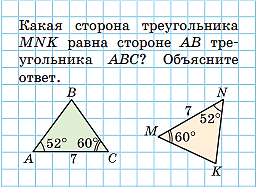 Какая сторона треугольника
MNK равна стороне AB тре-
угольника ABC? Объясните
ответ.
B
52°
60°
A
7
C
N
7
52°
M
60°
K